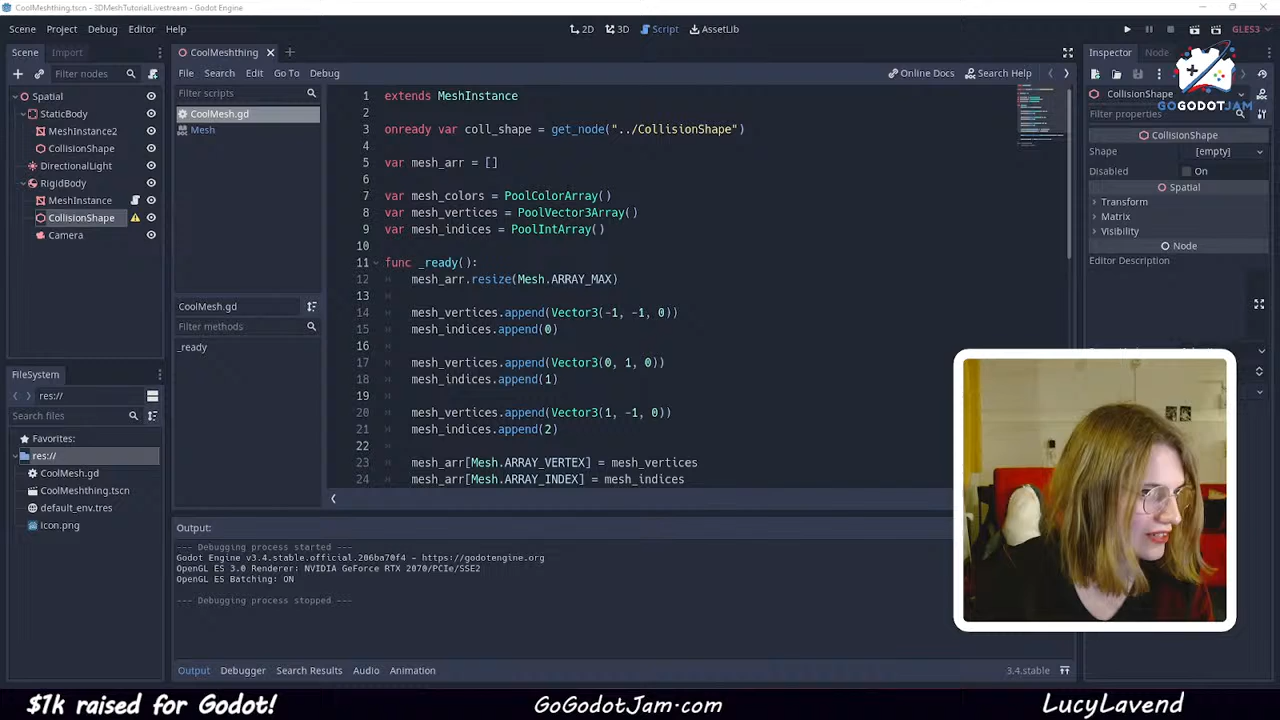 CoolMeshthing.tscn - 3DMeshTutorialLivestream - Godot Engine
Scene Project Debug Editor Help
2D 3D Script AssetLib
GLES3
Scene Import
CoolMeshthing
Inspector Node
Filter nodes
File Search Edit Go To Debug
Online Docs Search Help
Filter scripts
CoolMesh.gd
Mesh
CoolMesh.gd
Filter methods
_ready
Spatial
StaticBody
MeshInstance2
CollisionShape
DirectionalLight
RigidBody
MeshInstance
CollisionShape
Camera
FileSystem
res://
Search files
Favorites:
res://
CoolMesh.gd
CoolMeshthing.tscn
default_env.tres
icon.png
1 extends MeshInstance
2
3 onready var coll_shape = get_node("../CollisionShape")
4
5 var mesh_arr = []
6
7 var mesh_colors = PoolColorArray()
8 var mesh_vertices = PoolVector3Array()
9 var mesh_indices = PoolIntArray()
10
11 func _ready():
12 mesh_arr.resize(Mesh.ARRAY_MAX)
13
14 mesh_vertices.append(Vector3(-1, -1, 0))
15 mesh_indices.append(0)
16
17 mesh_vertices.append(Vector3(0, 1, 0))
18 mesh_indices.append(1)
19
20 mesh_vertices.append(Vector3(1, -1, 0))
21 mesh_indices.append(2)
22
23 mesh_arr[Mesh.ARRAY_VERTEX] = mesh_vertices
24 mesh_arr[Mesh.ARRAY_INDEX] = mesh_indices
Output:
--- Debugging process started ---
Godot Engine v3.4.stable.official.206ba70f4 - https://godotengine.org
OpenGL ES 3.0 Renderer: NVIDIA GeForce RTX 2070/PCIe/SSE2
OpenGL ES Batching: ON
--- Debugging process stopped ---
Output Debugger Search Results Audio Animation
3.4.stable
CollisionShape
GOGODOTJAM
Filter properties
CollisionShape
Shape [empty]
Disabled On
Spatial
Transform
Matrix
Visibility
Node
Editor Description
$1k raised for Godot!
GoGodotJam.com
LucyLavend